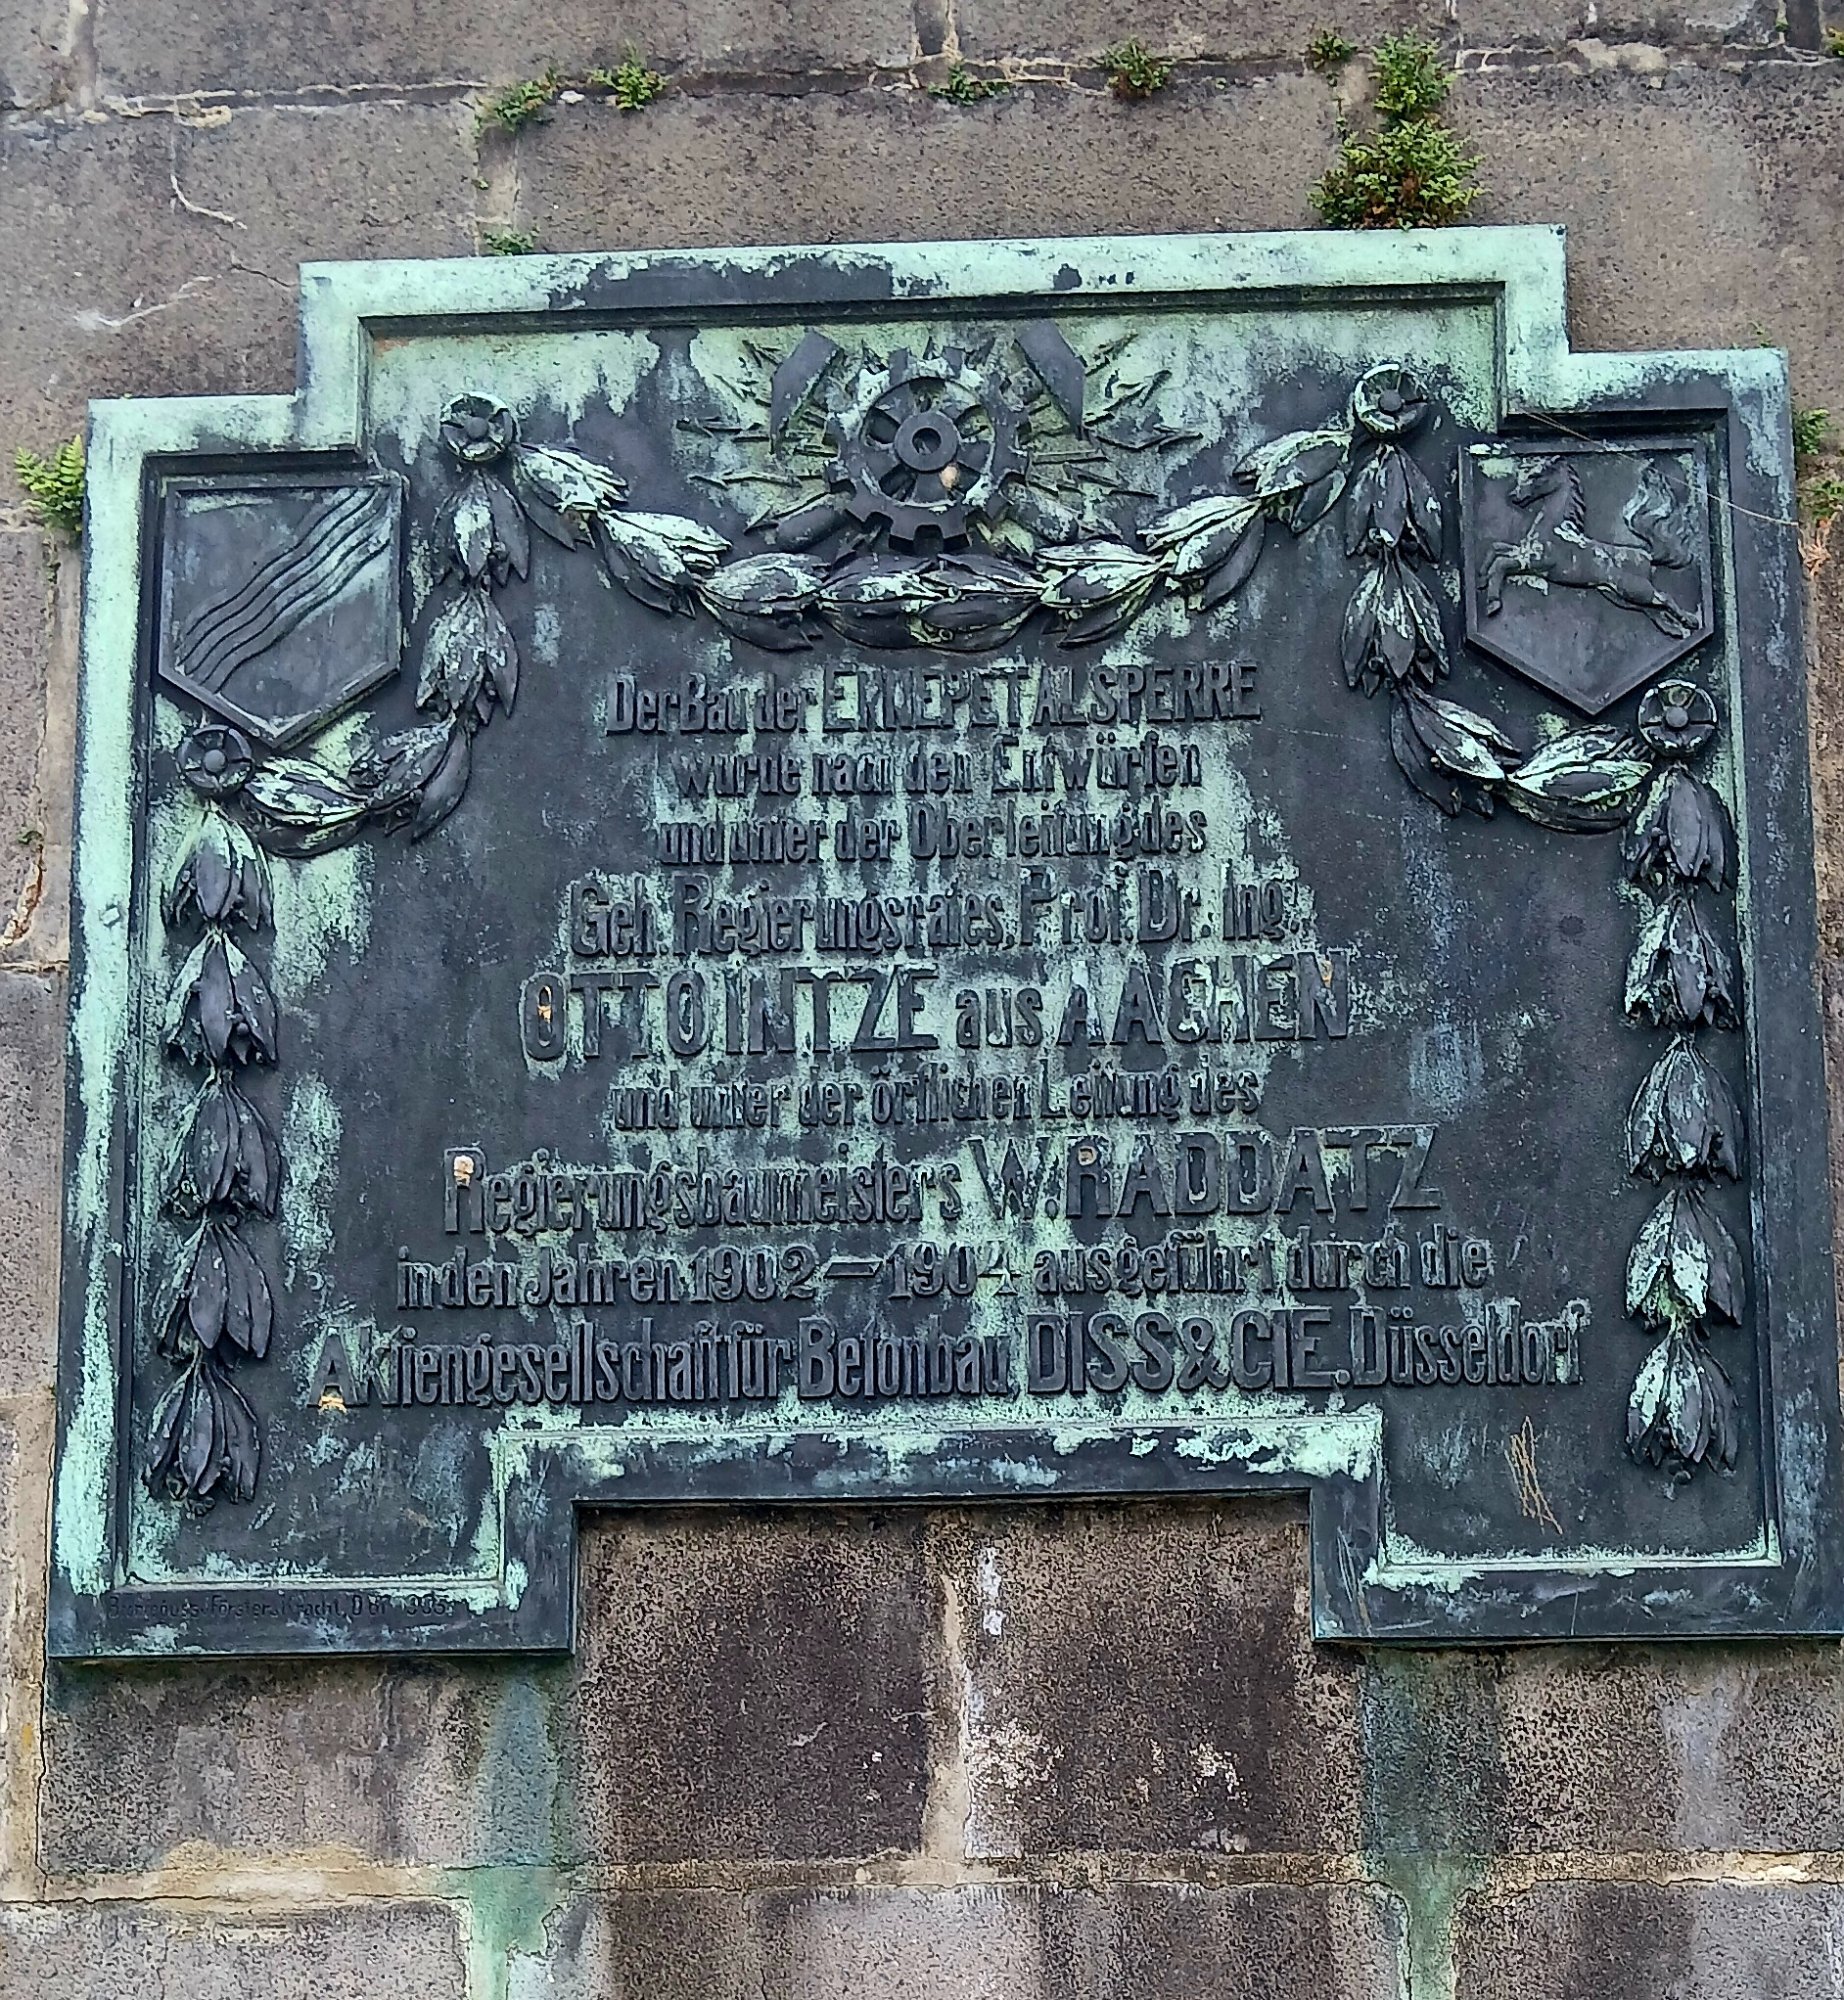 Der Bau der ENNEPETALSPERRE
wurde nach den Entwürfen
und unter der Oberleitung des
Geh. Regierungsrates, Prof. Dr. Ing.
OTTO INTZE aus AACHEN
und unter der örtlichen Leitung des
Regierungsbaumeisters W. RADDATZ
in den Jahren 1902 — 1904 ausgeführt durch die
Aktiengesellschaft für Betonbau, DISS & CIE. Düsseldorf
Förster & Kracht,